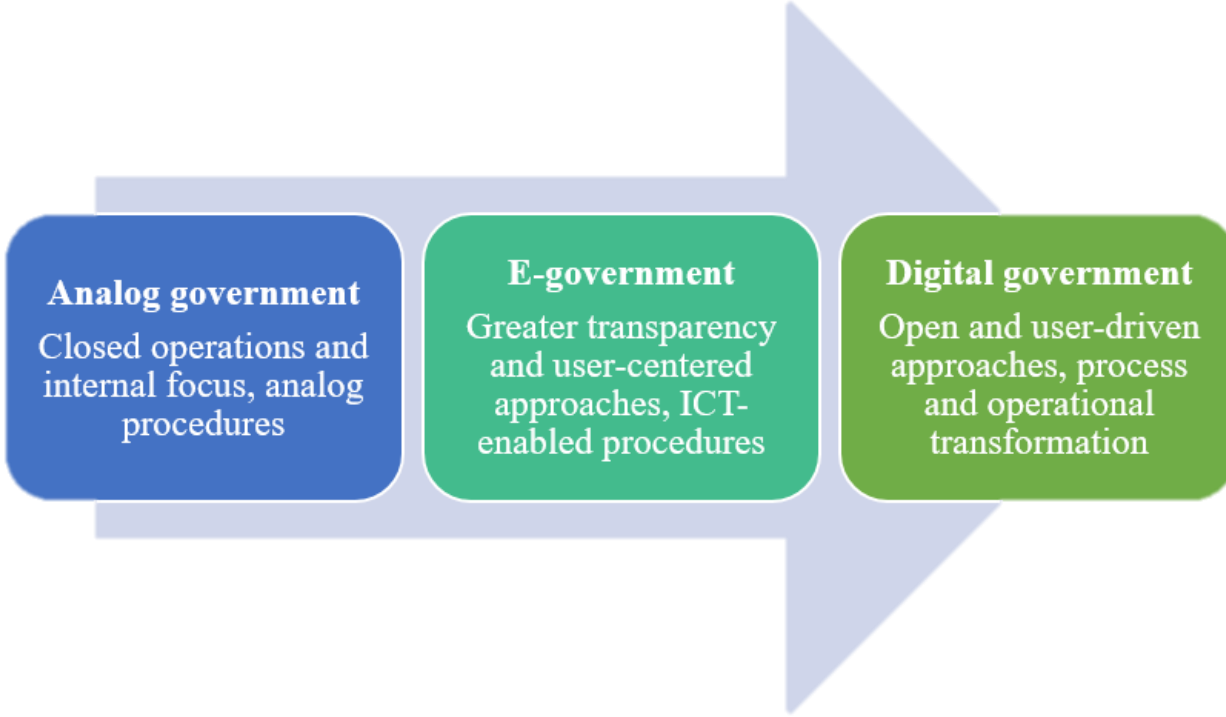 Analog government
Closed operations and
internal focus, analog
procedures
E-government
Greater transparency
and user-centered
approaches, ICT-
enabled procedures
Digital government
Open and user-driven
approaches, process
and operational
transformation